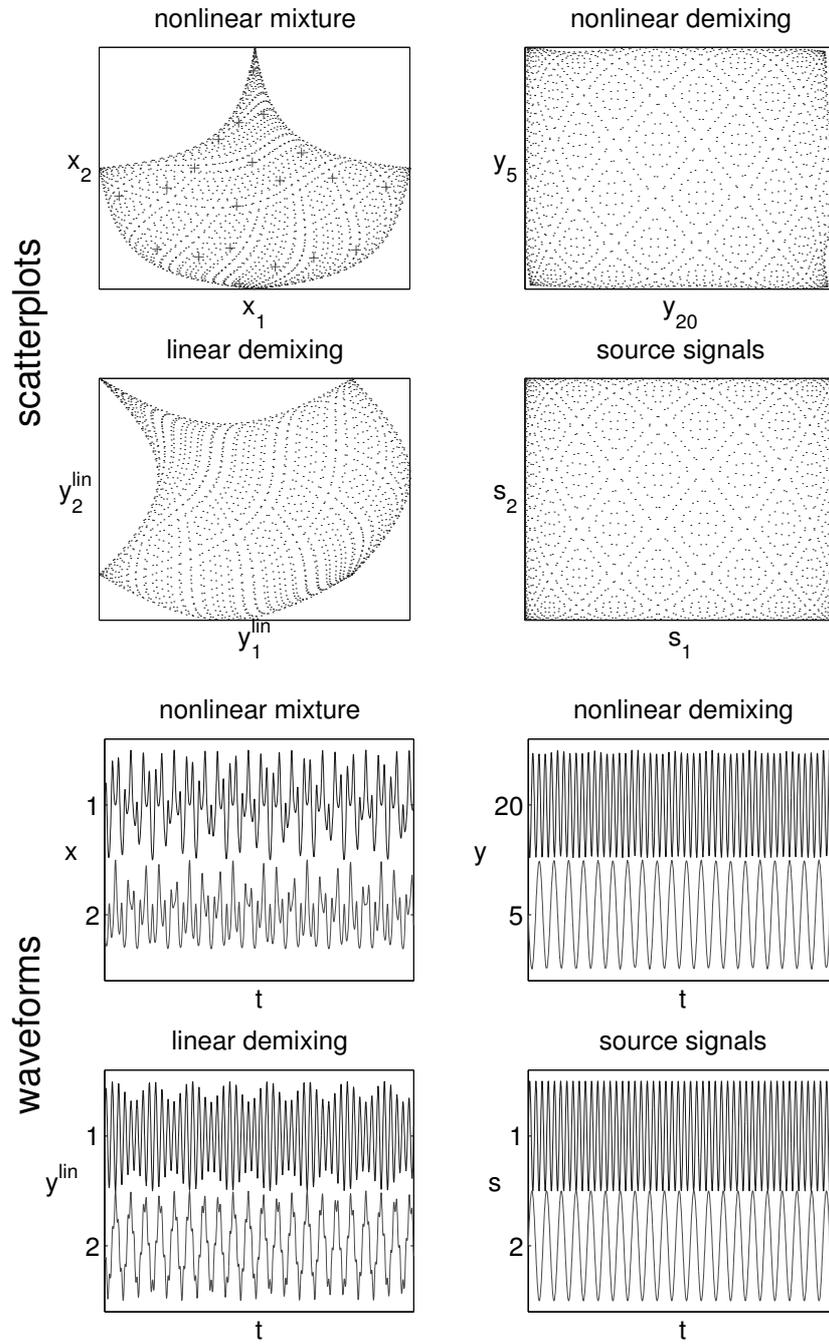 scatterplots
nonlinear mixture
x2
x1
nonlinear demixing
y5
y20
linear demixing
y2lin
y1lin
source signals
s2
s1
waveforms
nonlinear mixture
1
x
2
t
nonlinear demixing
20
y
5
t
linear demixing
1
ylin
2
t
source signals
1
s
2
t